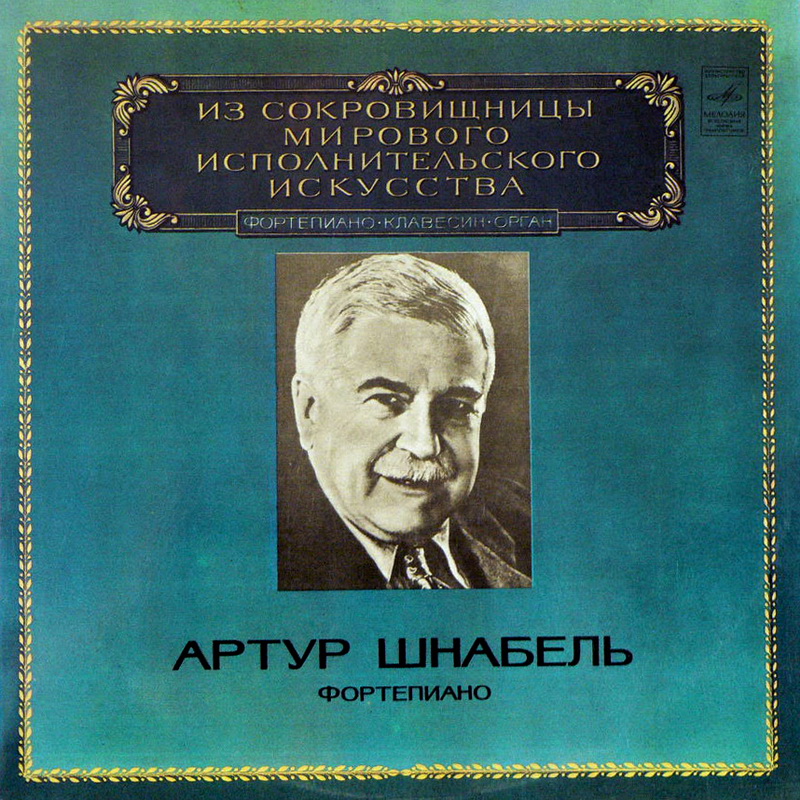 ИЗ СОКРОВИЩНИЦЫ
МИРОВОГО
ИСПОЛНИТЕЛЬСКОГО
ИСКУССТВА
ФОРТЕПИАНО·КЛАВЕСИН·ОРГАН
МЕЛОДИЯ
АРТУР ШНАБЕЛЬ
ФОРТЕПИАНО